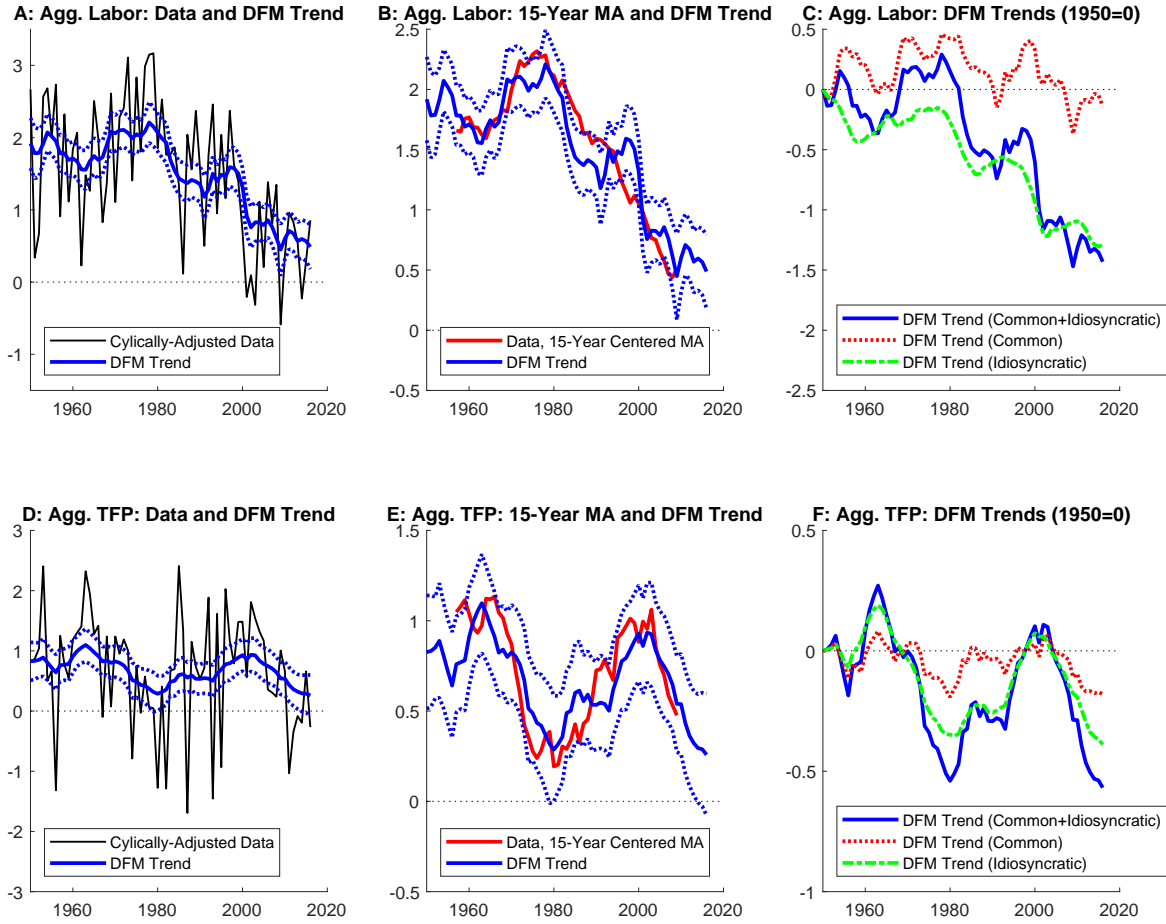 A: Agg. Labor: Data and DFM Trend
3
2
1
0
-1
Cylically-Adjusted Data
DFM Trend
1960 1980 2000 2020
B: Agg. Labor: 15-Year MA and DFM Trend
2.5
2
1.5
1
0.5
0
-0.5
Data, 15-Year Centered MA
DFM Trend
1960 1980 2000 2020
C: Agg. Labor: DFM Trends (1950=0)
0.5
0
-0.5
-1
-1.5
-2
-2.5
DFM Trend (Common+Idiosyncratic)
DFM Trend (Common)
DFM Trend (Idiosyncratic)
1960 1980 2000 2020
D: Agg. TFP: Data and DFM Trend
3
2
1
0
-1
-2
-3
Cylically-Adjusted Data
DFM Trend
1960 1980 2000 2020
E: Agg. TFP: 15-Year MA and DFM Trend
1.5
1
0.5
0
-0.5
Data, 15-Year Centered MA
DFM Trend
1960 1980 2000 2020
F: Agg. TFP: DFM Trends (1950=0)
0.5
0
-0.5
-1
DFM Trend (Common+Idiosyncratic)
DFM Trend (Common)
DFM Trend (Idiosyncratic)
1960 1980 2000 2020